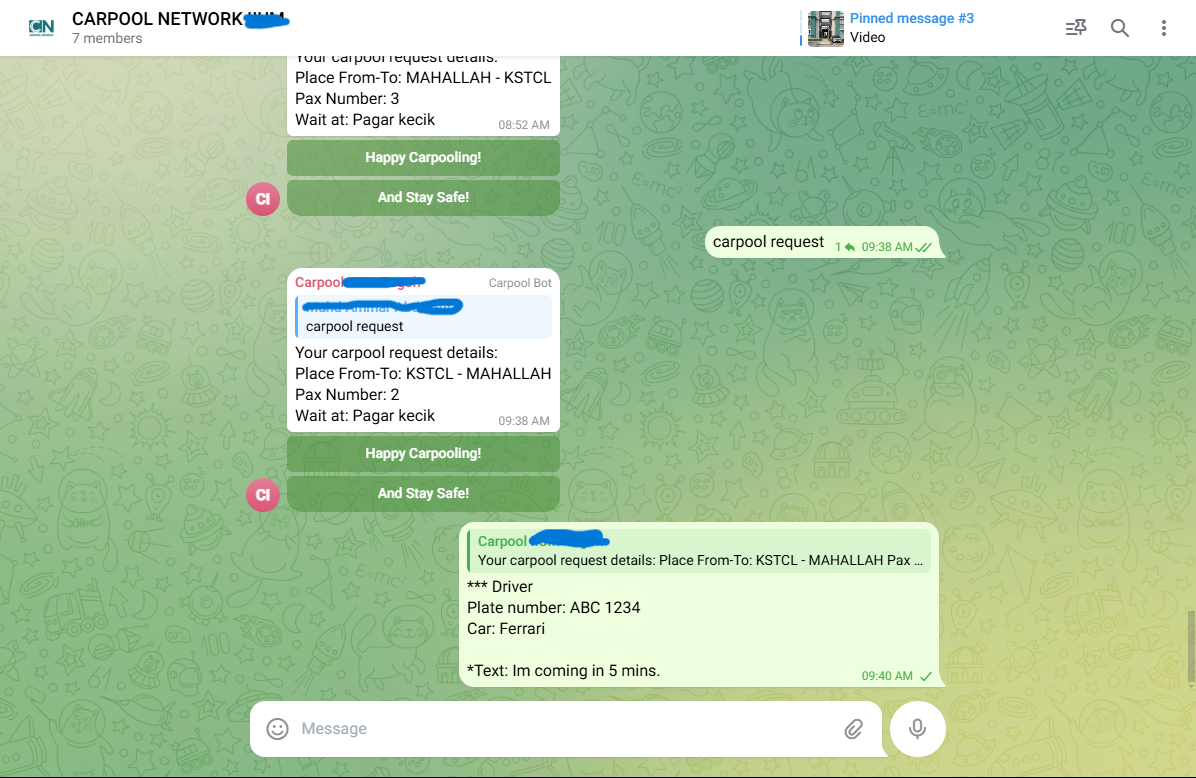 CARPOOL NETWORK
7 members
CN
Pinned message #3
Video
Your carpool request details:
Place From-To: MAHALLAH - KSTCL
Pax Number: 3
Wait at: Pagar kecik
08:52 AM
Happy Carpooling!
And Stay Safe!
CI
carpool request 1 09:38 AM
Carpool
Carpool Bot
carpool request
Your carpool request details:
Place From-To: KSTCL - MAHALLAH
Pax Number: 2
Wait at: Pagar kecik
09:38 AM
Happy Carpooling!
And Stay Safe!
CI
Carpool
Your carpool request details: Place From-To: KSTCL - MAHALLAH Pax ...
*** Driver
Plate number: ABC 1234
Car: Ferrari
*Text: Im coming in 5 mins.
09:40 AM
Message